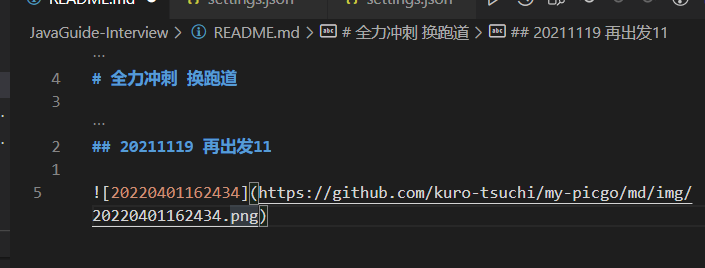 README.md ● settings.json settings.json
JavaGuide-Interview > README.md > # 全力冲刺 换跑道 > ## 20211119 再出发11
...
4 # 全力冲刺 换跑道
3
...
2 ## 20211119 再出发11
1
5 ![20220401162434](https://github.com/kuro-tsuchi/my-picgo/md/img/
20220401162434.png)